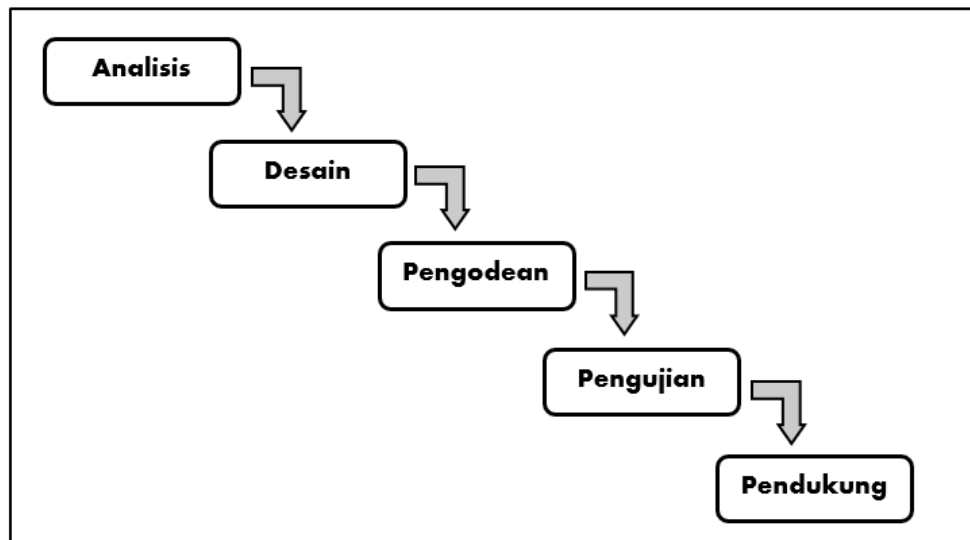 Analisis
Desain
Pengodean
Pengujian
Pendukung